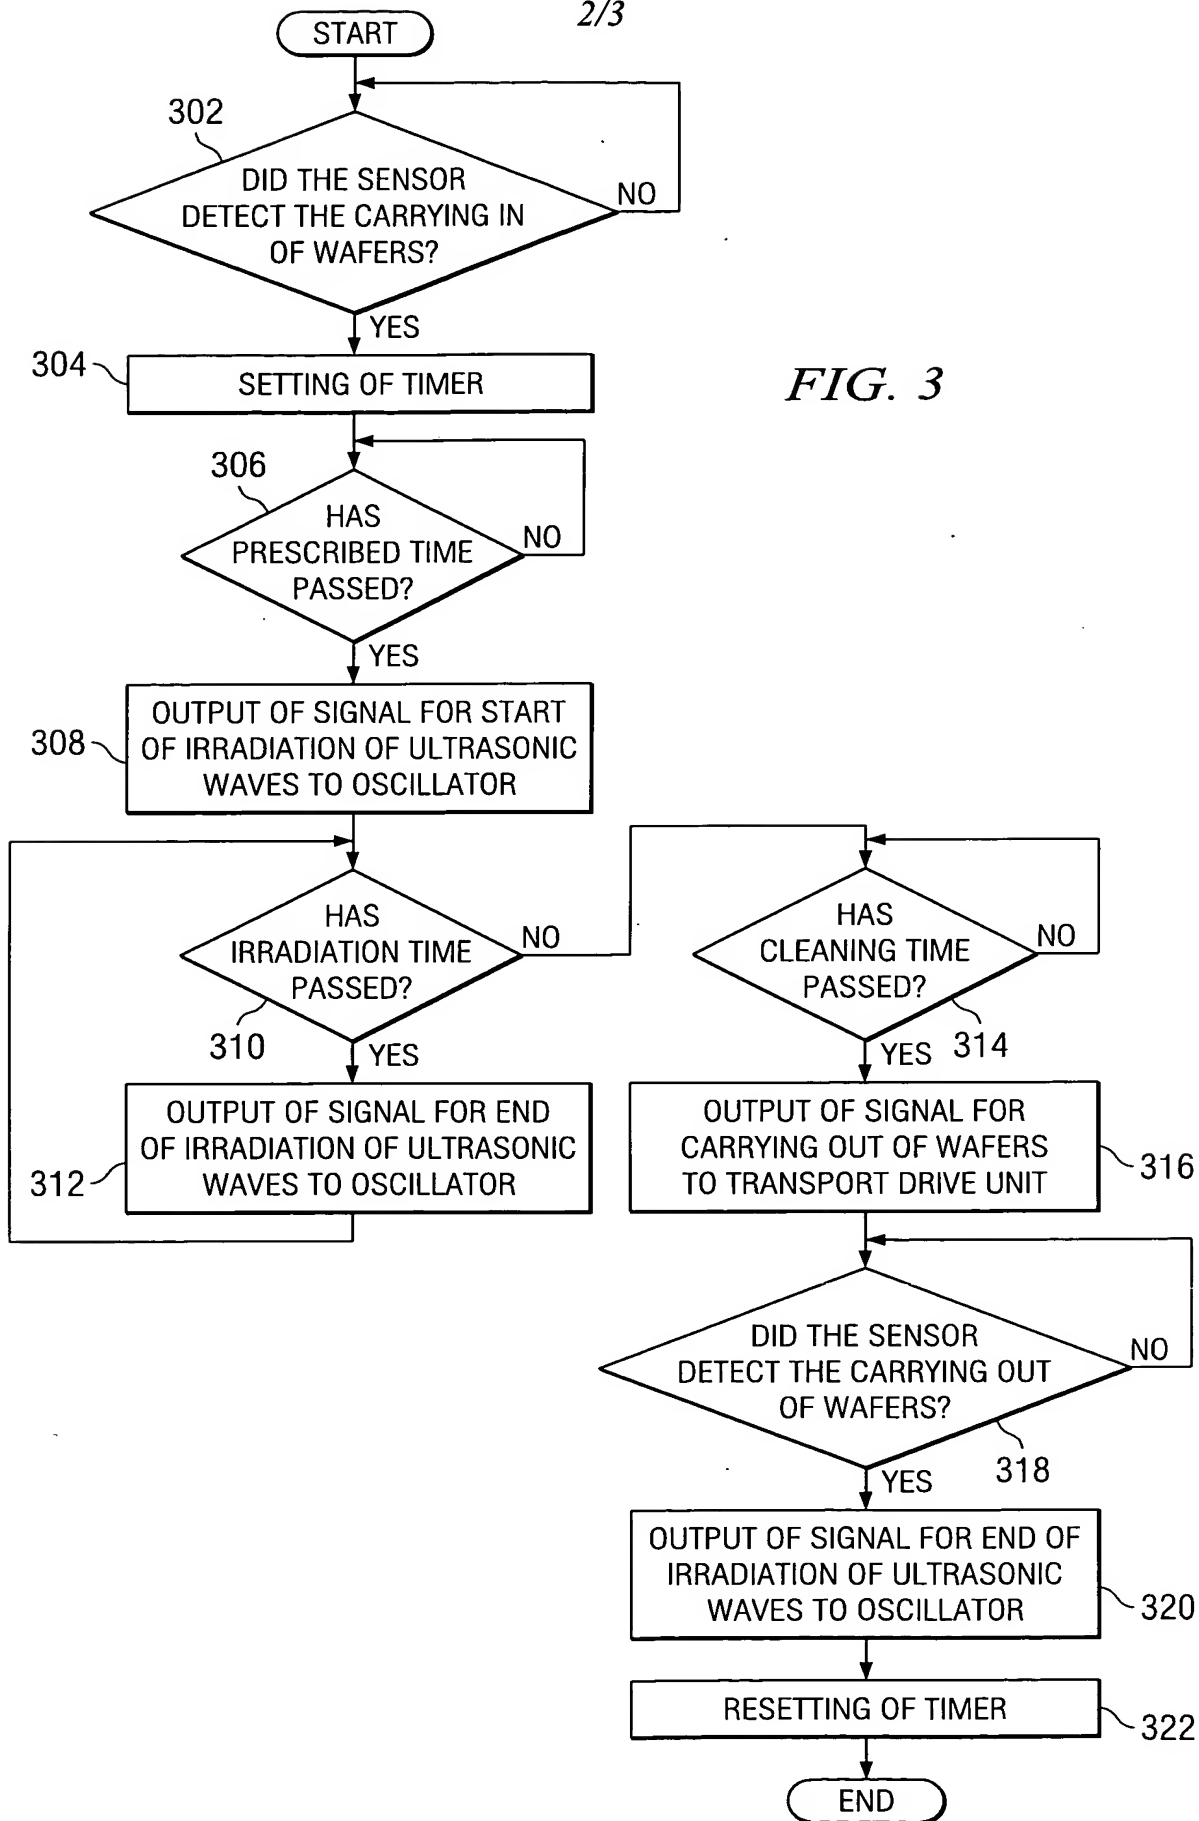 2/3
START
302
DID THE SENSOR
DETECT THE CARRYING IN
OF WAFERS?
NO
YES
304
SETTING OF TIMER
FIG. 3
306
HAS
PRESCRIBED TIME
PASSED?
NO
YES
308
OUTPUT OF SIGNAL FOR START
OF IRRADIATION OF ULTRASONIC
WAVES TO OSCILLATOR
HAS
IRRADIATION TIME
PASSED?
NO
310
YES
312
OUTPUT OF SIGNAL FOR END
OF IRRADIATION OF ULTRASONIC
WAVES TO OSCILLATOR
HAS
CLEANING TIME
PASSED?
NO
314
YES
OUTPUT OF SIGNAL FOR
CARRYING OUT OF WAFERS
TO TRANSPORT DRIVE UNIT
316
DID THE SENSOR
DETECT THE CARRYING OUT
OF WAFERS?
NO
318
YES
OUTPUT OF SIGNAL FOR END OF
IRRADIATION OF ULTRASONIC
WAVES TO OSCILLATOR
320
RESETTING OF TIMER
322
END